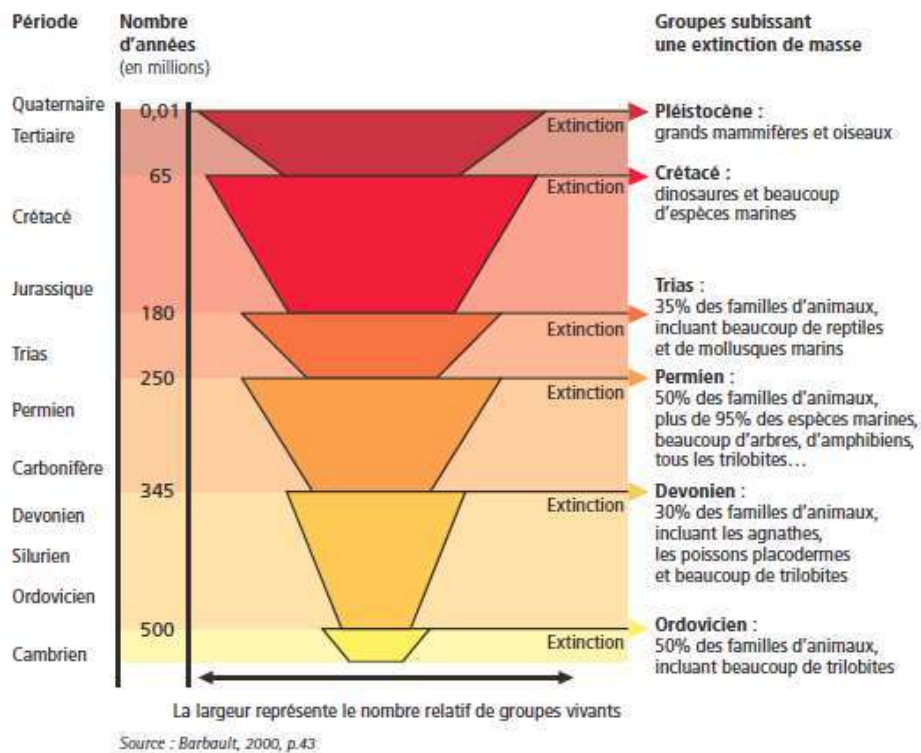 Période
Nombre
d'années
(en millions)
Groupes subissant
une extinction de masse
Quaternaire
0,01
Extinction
Pléistocène :
grands mammifères et oiseaux
Tertiaire
65
Extinction
Crétacé :
dinosaures et beaucoup
d'espèces marines
Crétacé
Jurassique
180
Extinction
Trias :
35% des familles d'animaux,
incluant beaucoup de reptiles
et de mollusques marins
Trias
250
Extinction
Permien :
50% des familles d'animaux,
plus de 95% des espèces marines,
beaucoup d'arbres, d'amphibiens,
tous les trilobites...
Permien
Carbonifère
345
Extinction
Devonien :
30% des familles d'animaux,
incluant les agnathes,
les poissons placodermes
et beaucoup de trilobites
Devonien
Silurien
Ordovicien
500
Extinction
Ordovicien :
50% des familles d'animaux,
incluant beaucoup de trilobites
Cambrien
La largeur représente le nombre relatif de groupes vivants
Source : Barbault, 2000, p.43